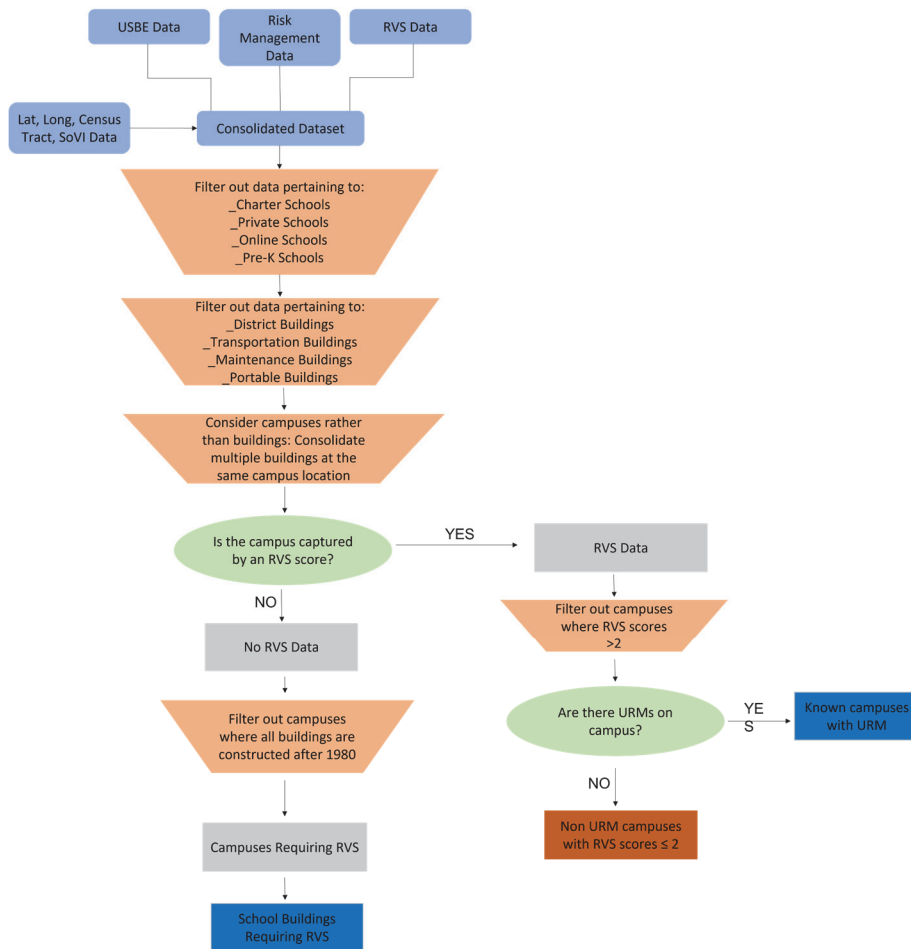 USBE Data
Risk
Management
Data
RVS Data
Lat, Long, Census
Tract, SoVI Data
Consolidated Dataset
Filter out data pertaining to:
_Charter Schools
_Private Schools
_Online Schools
_Pre-K Schools
Filter out data pertaining to:
_District Buildings
_Transportation Buildings
_Maintenance Buildings
_Portable Buildings
Consider campuses rather
than buildings: Consolidate
multiple buildings at the
same campus location
Is the campus captured
by an RVS score?
YES
RVS Data
NO
No RVS Data
Filter out campuses
where RVS scores
>2
Filter out campuses
where all buildings are
constructed after 1980
Are there URMs on
campus?
YE
S
Known campuses
with URM
NO
Non URM campuses
with RVS scores ≤ 2
Campuses Requiring RVS
School Buildings
Requiring RVS